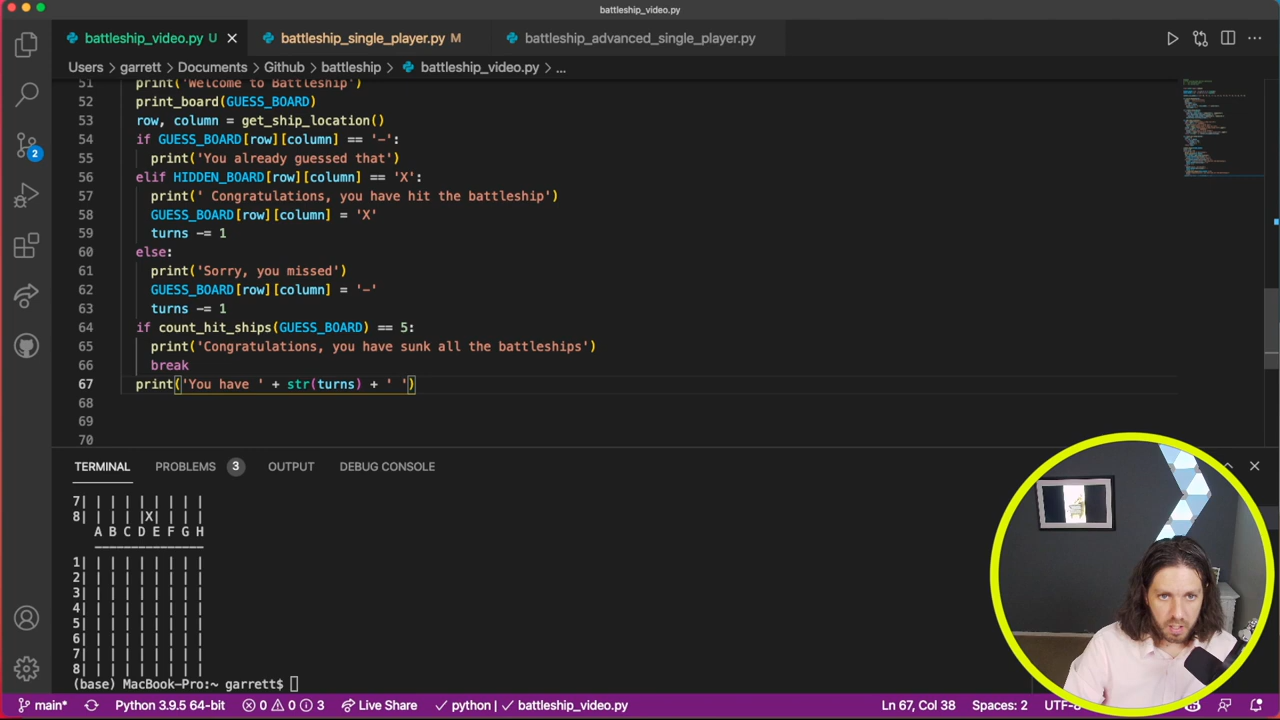 battleship_video.py
battleship_video.py U
battleship_single_player.py M
battleship_advanced_single_player.py
Users > garrett > Documents > Github > battleship > battleship_video.py > ...
51 print('Welcome to Battleship')
52 print_board(GUESS_BOARD)
53 row, column = get_ship_location()
54 if GUESS_BOARD[row][column] == '-':
55 print('You already guessed that')
56 elif HIDDEN_BOARD[row][column] == 'X':
57 print(' Congratulations, you have hit the battleship')
58 GUESS_BOARD[row][column] = 'X'
59 turns -= 1
60 else:
61 print('Sorry, you missed')
62 GUESS_BOARD[row][column] = '-'
63 turns -= 1
64 if count_hit_ships(GUESS_BOARD) == 5:
65 print('Congratulations, you have sunk all the battleships')
66 break
67 print('You have ' + str(turns) + ' ')
68
69
70
2
TERMINAL PROBLEMS 3 OUTPUT DEBUG CONSOLE
7| | | | | | | | |
8| | | | |X| | | |
A B C D E F G H
---------------
1| | | | | | | | |
2| | | | | | | | |
3| | | | | | | | |
4| | | | | | | | |
5| | | | | | | | |
6| | | | | | | | |
7| | | | | | | | |
8| | | | | | | | |
(base) MacBook-Pro:~ garrett$
main* Python 3.9.5 64-bit 0 0 3 Live Share python | battleship_video.py Ln 67, Col 38 Spaces: 2